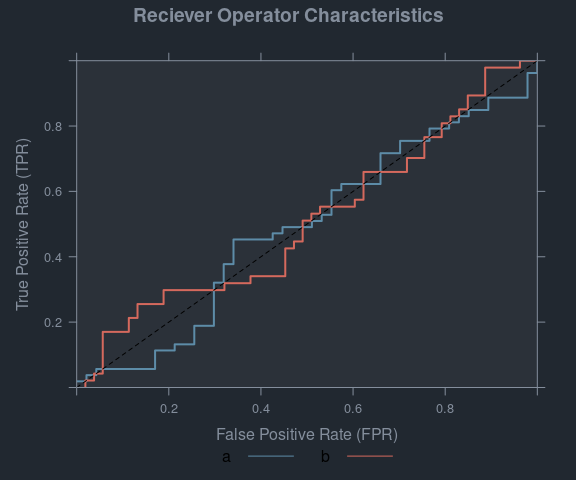 Reciever Operator Characteristics
True Positive Rate (TPR)
0.8
0.6
0.4
0.2
0.2 0.4 0.6 0.8
False Positive Rate (FPR)
a b